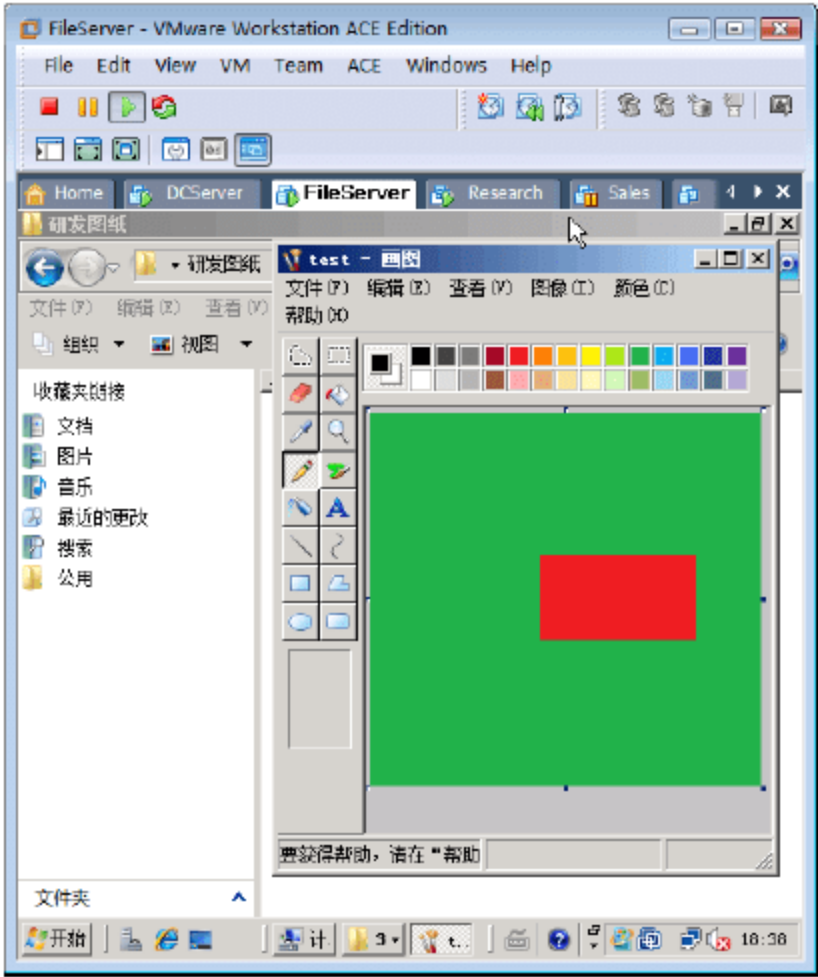 FileServer - VMware Workstation ACE Edition
File Edit View VM Team ACE Windows Help
Home DCServer FileServer Research Sales
研发图纸
研发图纸
文件(F) 编辑(E) 查看(V)
组织 视图
收藏夹链接
文档
图片
音乐
最近的更改
搜索
公用
文件夹
test - 画图
文件(F) 编辑(E) 查看(V) 图像(I) 颜色(C)
帮助(H)
A
要获得帮助，请在"帮助
开始 计. 3 t.. 18:38